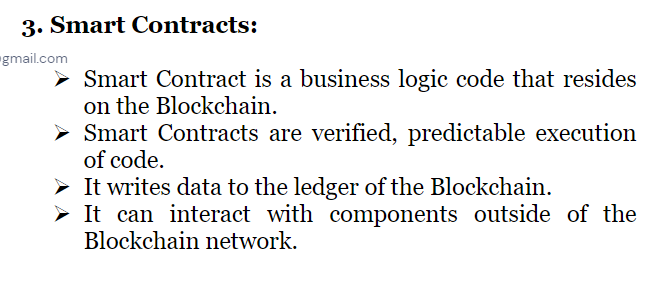 3. Smart Contracts:
gmail.com
➤ Smart Contract is a business logic code that resides
on the Blockchain.
➤ Smart Contracts are verified, predictable execution
of code.
➤ It writes data to the ledger of the Blockchain.
➤ It can interact with components outside of the
Blockchain network.